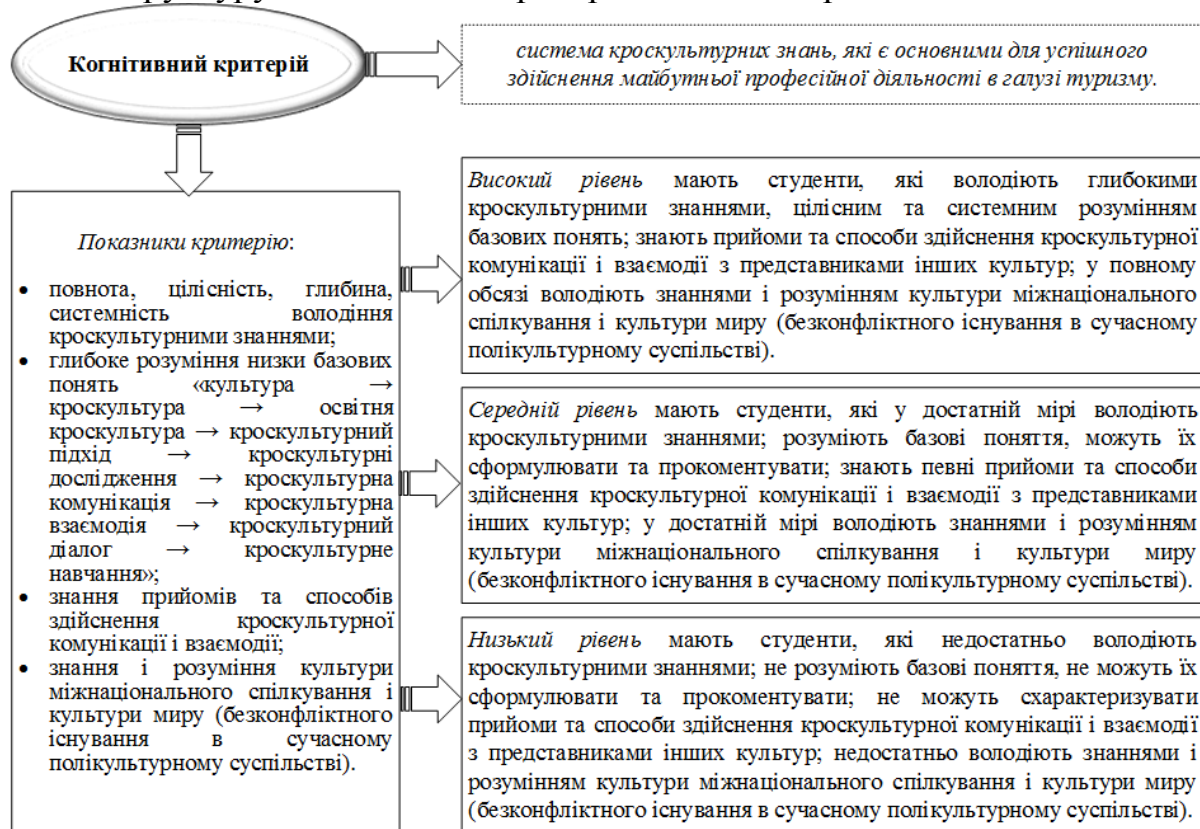 Когнітивний критерій
система кроскультурних знань, які є основними для успішного
здійснення майбутньої професійної діяльності в галузі туризму.
Показники критерію:
• повнота, цілісність, глибина,
системність володіння
кроскультурними знаннями;
• глибоке розуміння низки базових
понять «культура →
кроскультура → освітня
кроскультура → кроскультурний
підхід → кроскультурні
дослідження → кроскультурна
комунікація → кроскультурна
взаємодія → кроскультурний
діалог → кроскультурне
навчання»;
• знання прийомів та способів
здійснення кроскультурної
комунікації і взаємодії;
• знання і розуміння культури
міжнаціонального спілкування і
культури миру (безконфліктного
існування в сучасному
полікультурному суспільстві).
Високий рівень мають студенти, які володіють глибокими
кроскультурними знаннями, цілісним та системним розумінням
базових понять; знають прийоми та способи здійснення кроскультурної
комунікації і взаємодії з представниками інших культур; у повному
обсязі володіють знаннями і розумінням культури міжнаціонального
спілкування і культури миру (безконфліктного існування в сучасному
полікультурному суспільстві).
Середній рівень мають студенти, які у достатній мірі володіють
кроскультурними знаннями; розуміють базові поняття, можуть їх
сформулювати та прокоментувати; знають певні прийоми та способи
здійснення кроскультурної комунікації і взаємодії з представниками
інших культур; у достатній мірі володіють знаннями і розумінням
культури міжнаціонального спілкування і культури миру
(безконфліктного існування в сучасному полікультурному суспільстві).
Низький рівень мають студенти, які недостатньо володіють
кроскультурними знаннями; не розуміють базові поняття, не можуть їх
сформулювати та прокоментувати; не можуть схарактеризувати
прийоми та способи здійснення кроскультурної комунікації і взаємодії
з представниками інших культур; недостатньо володіють знаннями і
розумінням культури міжнаціонального спілкування і культури миру
(безконфліктного існування в сучасному полікультурному суспільстві).